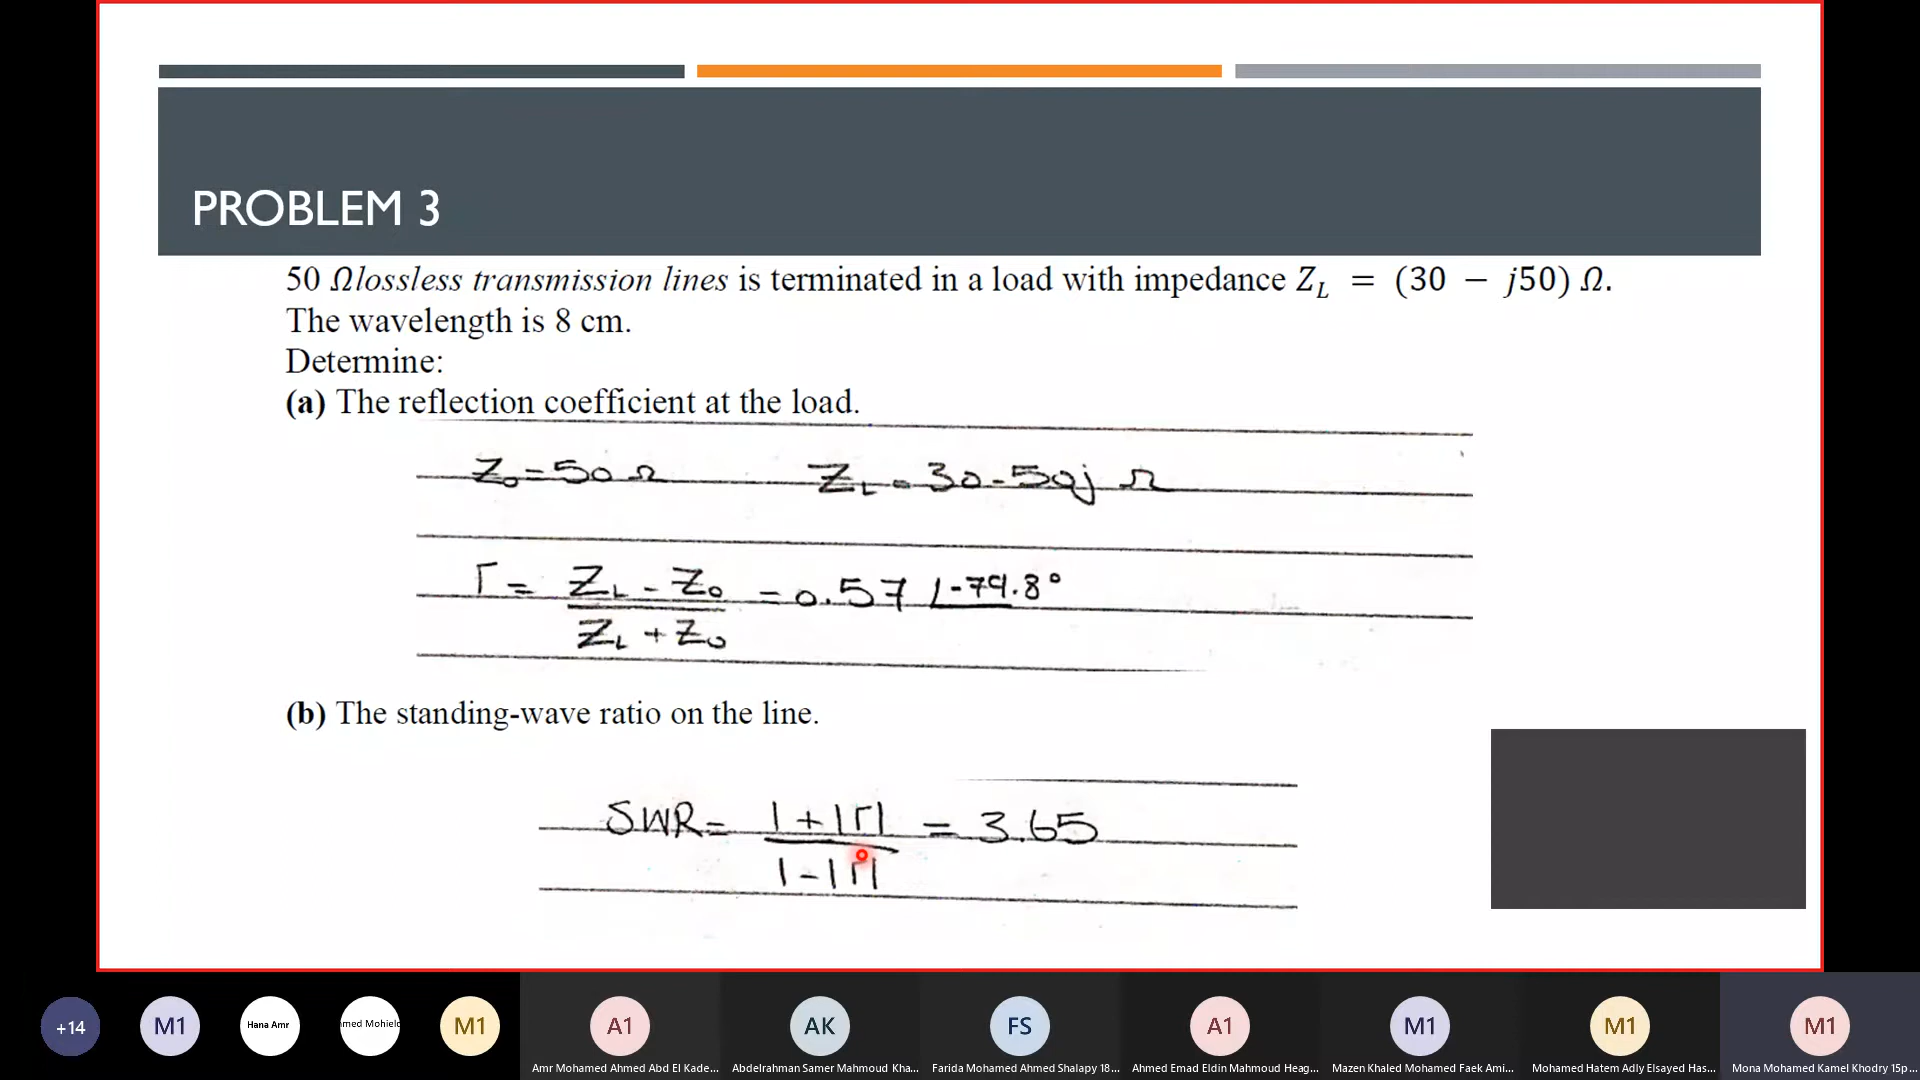 PROBLEM 3
50 Ωlossless transmission lines is terminated in a load with impedance Z_L = (30 − j50) Ω.
The wavelength is 8 cm.
Determine:
(a) The reflection coefficient at the load.
Z₀ = 50 Ω Z_L = 30 - 50j Ω
Γ = (Z_L - Z₀) / (Z_L + Z₀) = 0.57 ∠-79.8°
(b) The standing-wave ratio on the line.
SWR = (1 + |Γ|) / (1 - |Γ|) = 3.65
+14 M1 Hana Amr med Mohield M1 A1 AK FS A1 M1 M1 M1
Amr Mohamed Ahmed Abd El Kade... Abdelrahman Samer Mahmoud Kha... Farida Mohamed Ahmed Shalapy 18... Ahmed Emad Eldin Mahmoud Heag... Mazen Khaled Mohamed Faek Ami... Mohamed Hatem Adly Elsayed Has... Mona Mohamed Kamel Khodry 15p...